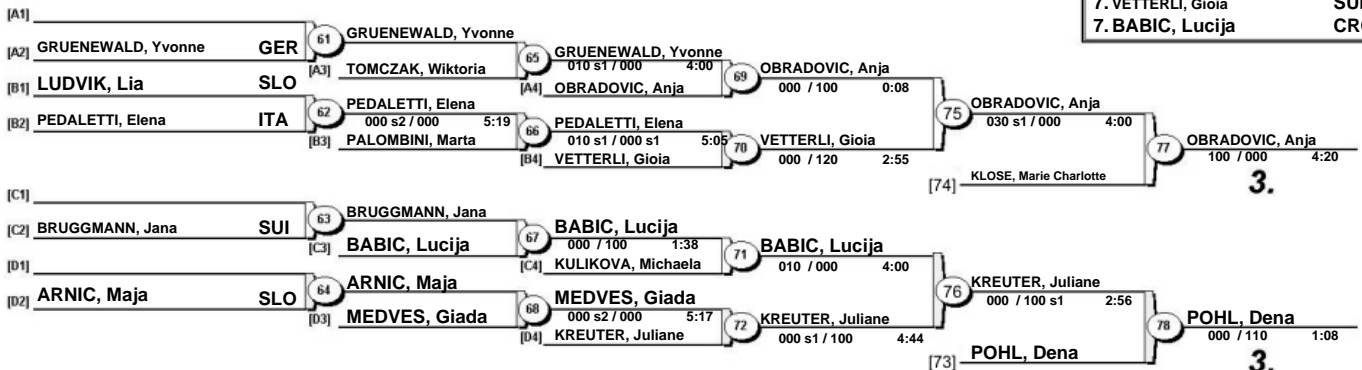 7. VETTERLI, Gioia SUI
7. BABIC, Lucija CRO
[A1]
[A2] GRUENEWALD, Yvonne GER
61
GRUENEWALD, Yvonne
[A3] TOMCZAK, Wiktoria
65
GRUENEWALD, Yvonne
010 s1 / 000 4:00
[A4] OBRADOVIC, Anja
69
OBRADOVIC, Anja
000 / 100 0:08
[B1] LUDVIK, Lia SLO
[B2] PEDALETTI, Elena ITA
62
PEDALETTI, Elena
000 s2 / 000 5:19
[B3] PALOMBINI, Marta
66
PEDALETTI, Elena
010 s1 / 000 s1 5:05
[B4] VETTERLI, Gioia
70
VETTERLI, Gioia
000 / 120 2:55
75
OBRADOVIC, Anja
030 s1 / 000 4:00
[74] KLOSE, Marie Charlotte
77
OBRADOVIC, Anja
100 / 000 4:20
3.
[C1]
[C2] BRUGGMANN, Jana SUI
63
BRUGGMANN, Jana
[C3] BABIC, Lucija
67
BABIC, Lucija
000 / 100 1:38
[C4] KULIKOVA, Michaela
71
BABIC, Lucija
010 / 000 4:00
[D1]
[D2] ARNIC, Maja SLO
64
ARNIC, Maja
[D3] MEDVES, Giada
68
MEDVES, Giada
000 s2 / 000 5:17
[D4] KREUTER, Juliane
72
KREUTER, Juliane
000 s1 / 100 4:44
76
KREUTER, Juliane
000 / 100 s1 2:56
[73] POHL, Dena
78
POHL, Dena
000 / 110 1:08
3.